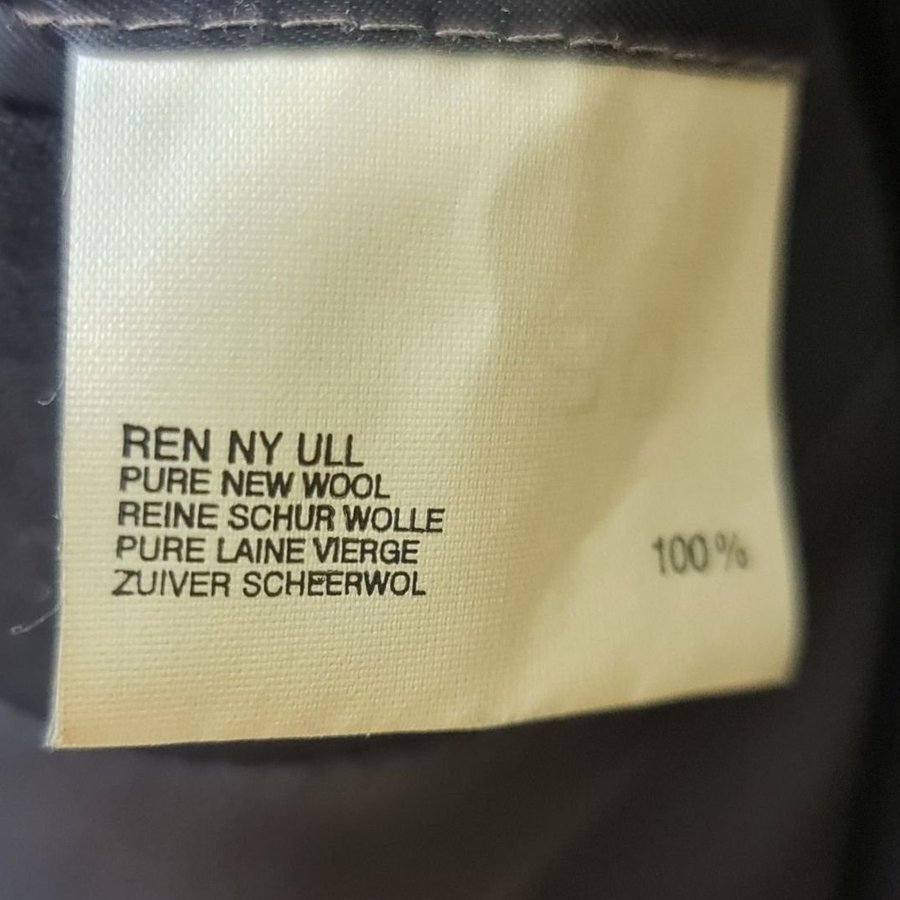 REN NY ULL
PURE NEW WOOL
REINE SCHUR WOLLE
PURE LAINE VIERGE
ZUIVER SCHEERWOL
100%